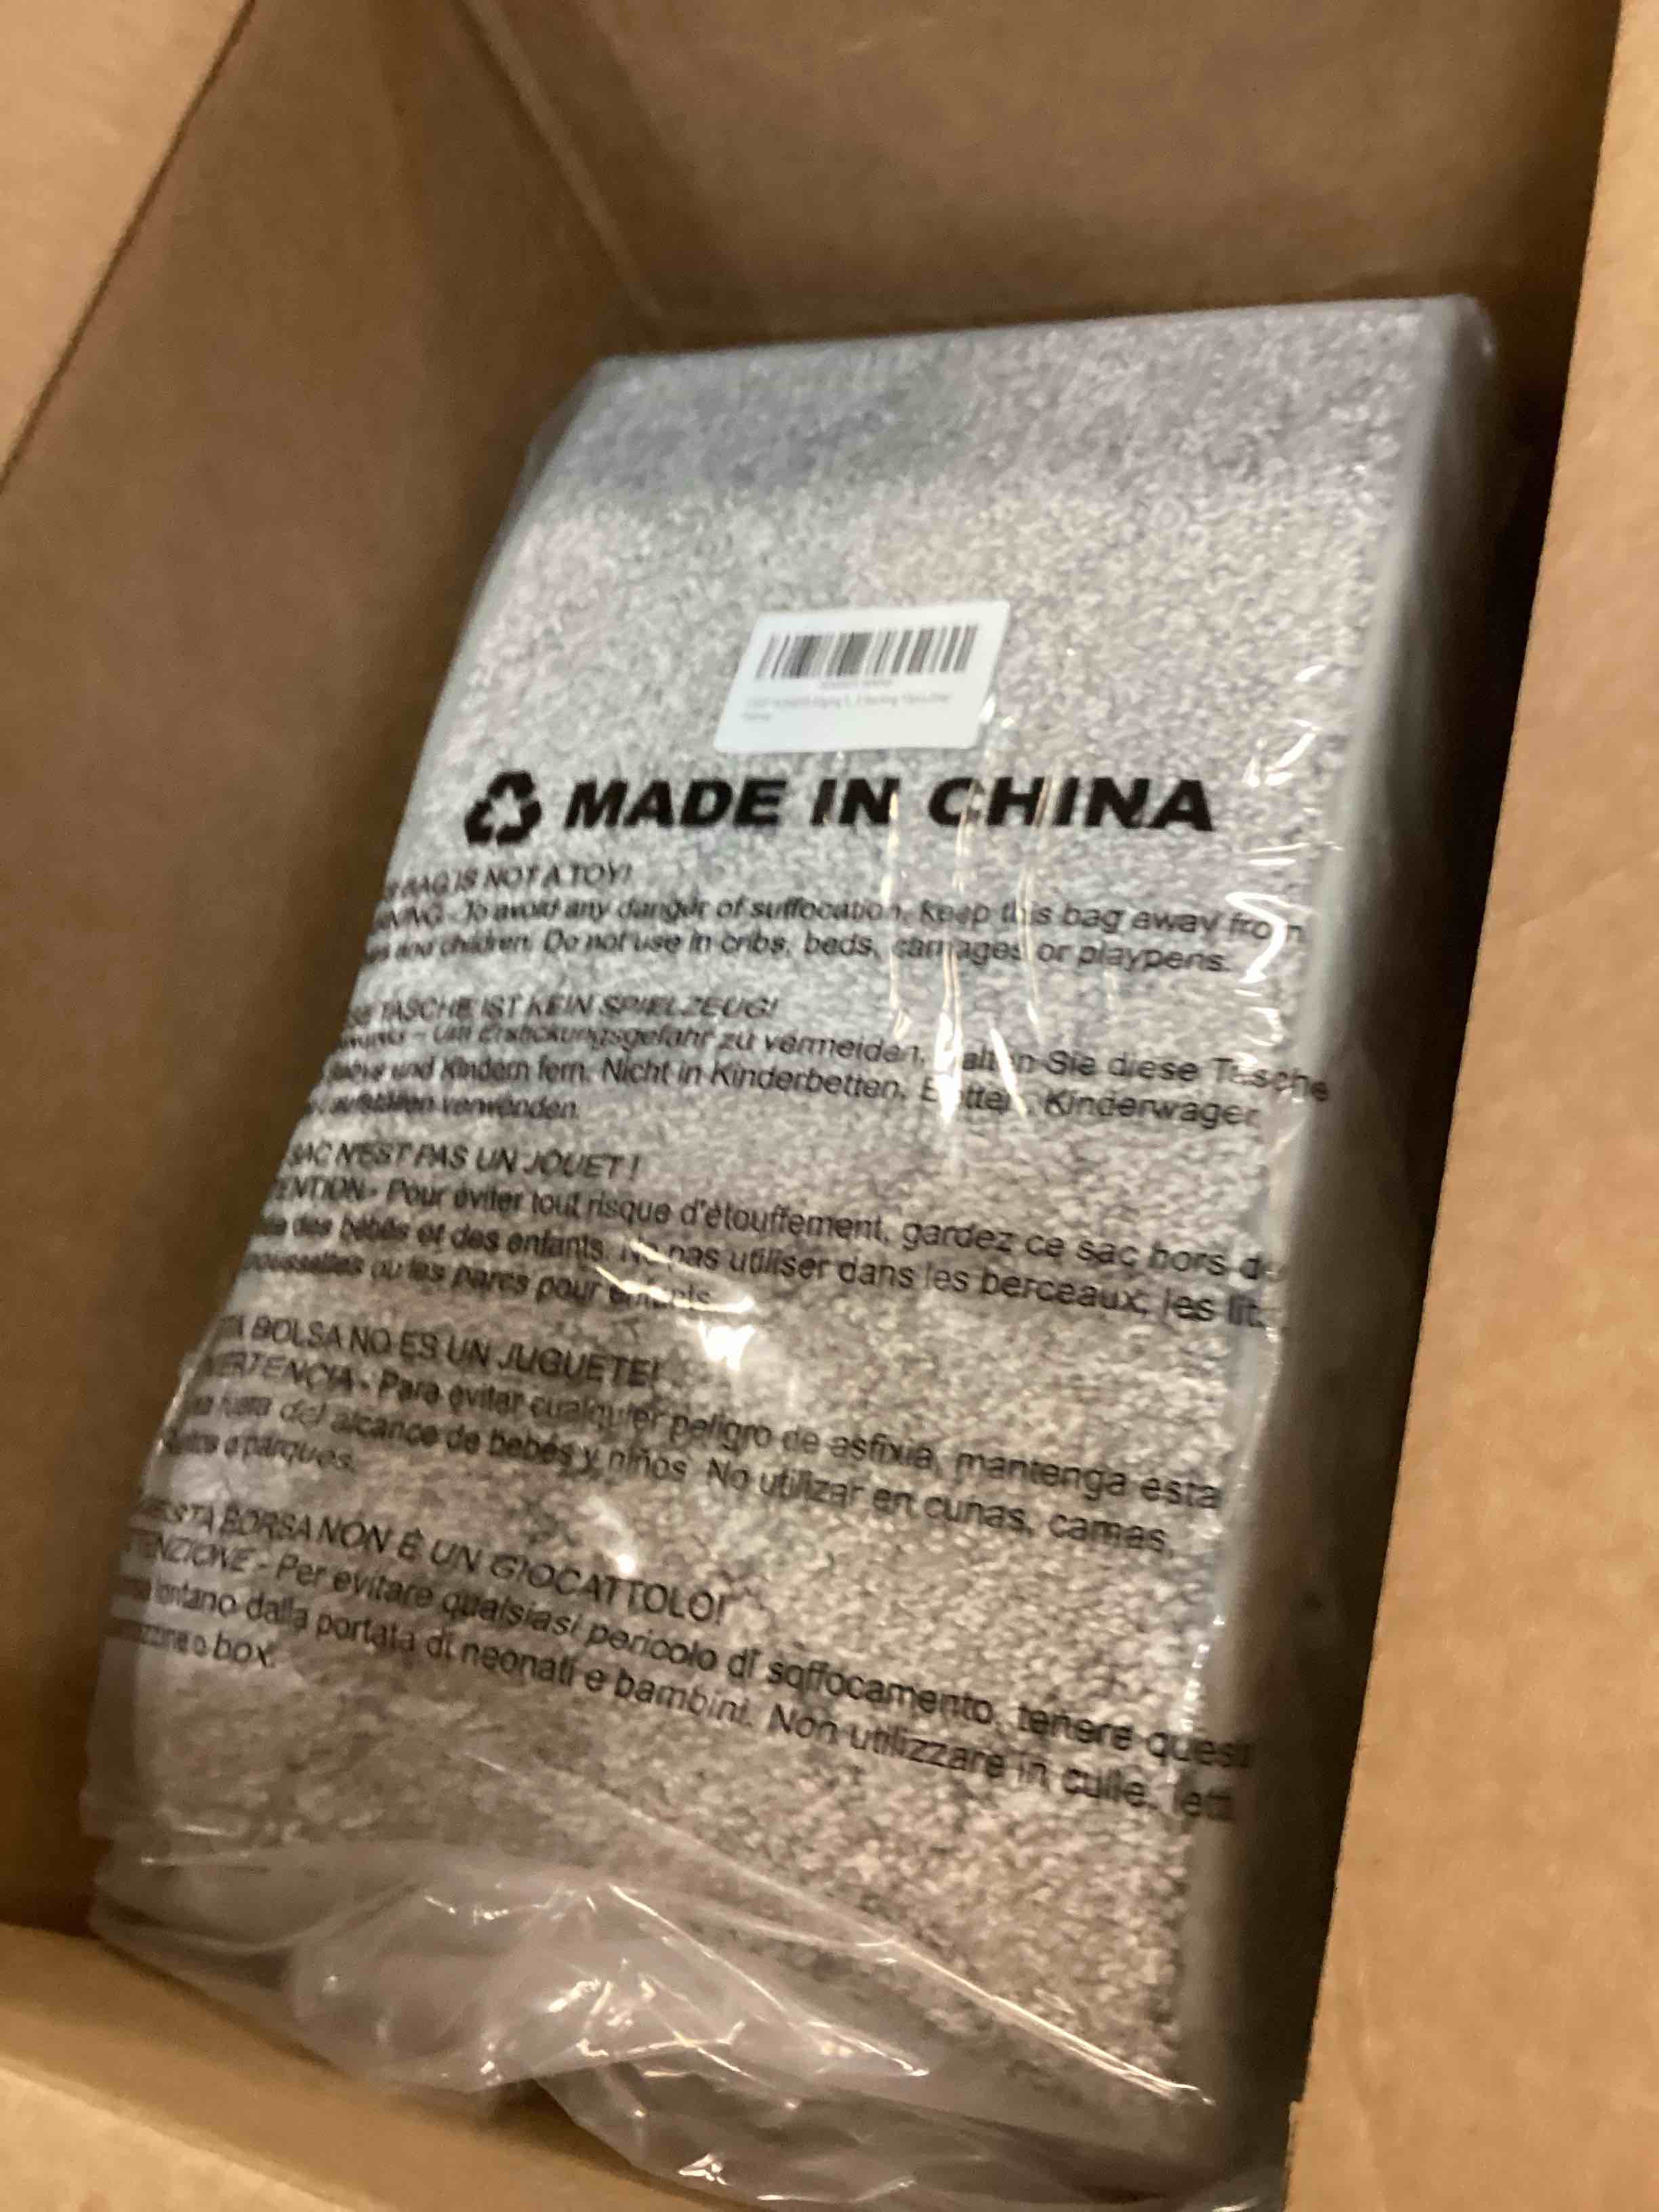 MADE IN CHINA
BAG IS NOT A TOY!
To avoid any danger of suffocation, keep this bag away from
and children. Do not use in cribs, beds, carriages or playpens.
TASCHE IST KEIN SPIELZEUG!
- Um Erstickungsgefahr zu vermeiden, Sie diese Tasche
und Kindern fern. Nicht in Kinderbetten, Kinderwagen
verwenden.
SAC N'EST PAS UN JOUET !
- Pour éviter tout risque d'étouffement, gardez ce sac hors de
des bébés et des enfants. Ne pas utiliser dans les berceaux, les lit
ou les parcs pour enfants.
BOLSA NO ES UN JUGUETE!
- Para evitar cualquier peligro de asfixia, mantenga esta
fuera del alcance de bebés y niños. No utilizar en cunas, camas,
o parques.
BORSA NON È UN GIOCATTOLO!
- Per evitare qualsiasi pericolo di soffocamento, tenere
lontano dalla portata di neonati e bambini. Non utilizzare in culle,
o box.